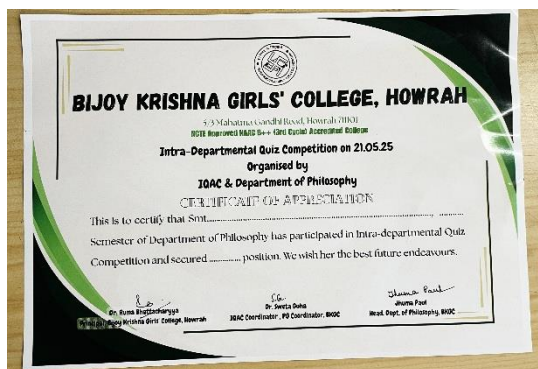 BIJOY KRISHNA GIRLS' COLLEGE, HOWRAH
5/3 Mahatma Gandhi Road, Howrah 711101
NCTE Approved NAAC B++ (3rd Cycle) Accredited College
Intra-Departmental Quiz Competition on 21.05.25
Organised by
IQAC & Department of Philosophy
CERTIFICATE OF APPRECIATION
This is to certify that Smt............................................................, ..........
Semester of Department of Philosophy has participated in Intra-departmental Quiz
Competition and secured ............ position. We wish her the best future endeavours.
Jhuma Paul
Dr. Ruma Bhattacharyya
Principal, Bijoy Krishna Girls' College, Howrah
Dr. Sweta Guha
IQAC Coordinator, PG Coordinator, BKGC
Jhuma Paul
Head, Dept. of Philosophy, BKGC